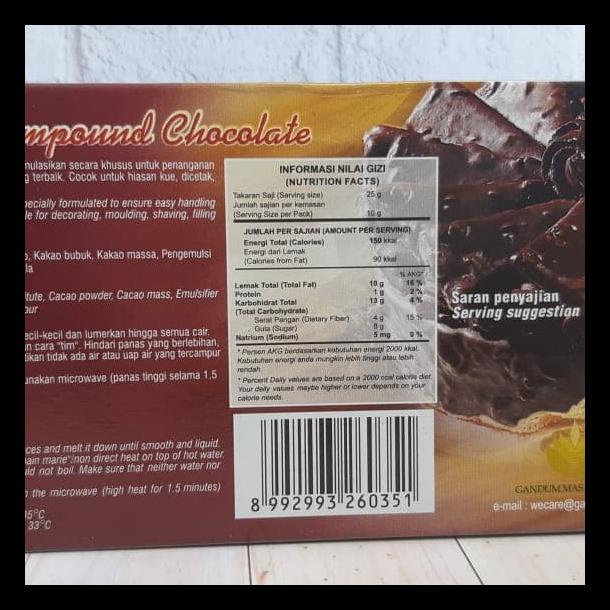 mpound Chocolate
mulasikan secara khusus untuk penanganan
g terbaik. Cocok untuk hiasan kue, dicetak,
pecially formulated to ensure easy handling
le for decorating, moulding, shaving, filling
, Kakao bubuk, Kakao massa, Pengemulsi
la
itute, Cacao powder, Cacao mass, Emulsifier
our
ecil-kecil dan lumerkan hingga semua cair.
n cara "tim". Hindari panas yang berlebihan,
tikan tidak ada air atau uap air yang tercampur
unakan microwave (panas tinggi selama 1,5
ces and melt it down until smooth and liquid.
ain marie"/non direct heat on top of hot water.
ld not boil. Make sure that neither water nor
n the microwave (high heat for 1.5 minutes)
5°C
33°C
INFORMASI NILAI GIZI
(NUTRITION FACTS)
Takaran Saji (Serving size) 25 g
Jumlah sajian per kemasan
(Serving Size per Pack) 10 g
JUMLAH PER SAJIAN (AMOUNT PER SERVING)
Energi Total (Calories) 150 kkal
Energi dari Lemak
(Calories from Fat) 90 kkal
% AKG*
Lemak Total (Total Fat) 10 g 16 %
Protein 1 g 2 %
Karbohidrat Total 13 g 4 %
(Total Carbohydrate)
Serat Pangan (Dietary Fiber) 4 g 15 %
Gula (Sugar) 8 g
Natrium (Sodium) 5 mg 0 %
* Persen AKG berdasarkan kebutuhan energi 2000 kkal.
Kebutuhan energi anda mungkin lebih tinggi atau lebih
rendah.
* Percent Daily values are based on a 2000 ccal calorie diet.
Your daily values maybe higher or lower depends on your
calorie needs.
8 992993 260351
Saran penyajian
Serving suggestion
GANDUM MAS
e-mail : wecare@ga